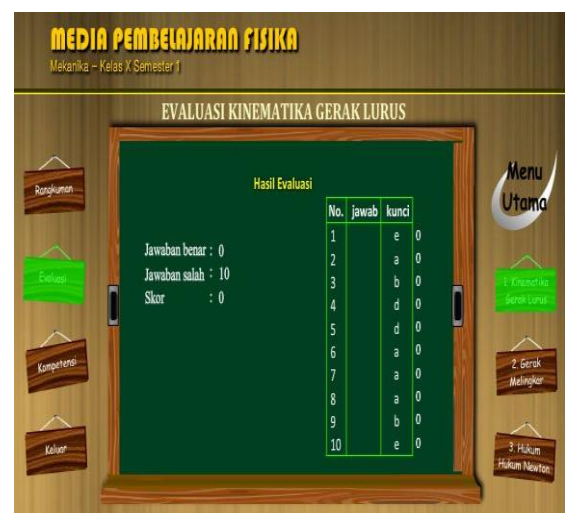 MEDIA PEMBELAJARAN FISIKA
Mekanika – Kelas X Semester 1
EVALUASI KINEMATIKA GERAK LURUS
Rangkuman
Evaluasi
Kompetensi
Keluar
Hasil Evaluasi
Jawaban benar : 0
Jawaban salah : 10
Skor : 0
No. jawab kunci
1 e 0
2 a 0
3 b 0
4 d 0
5 d 0
6 a 0
7 a 0
8 a 0
9 b 0
10 e 0
Menu
Utama
1. Kinematika
Gerak Lurus
2. Gerak
Melingkar
3. Hukum
Hukum Newton